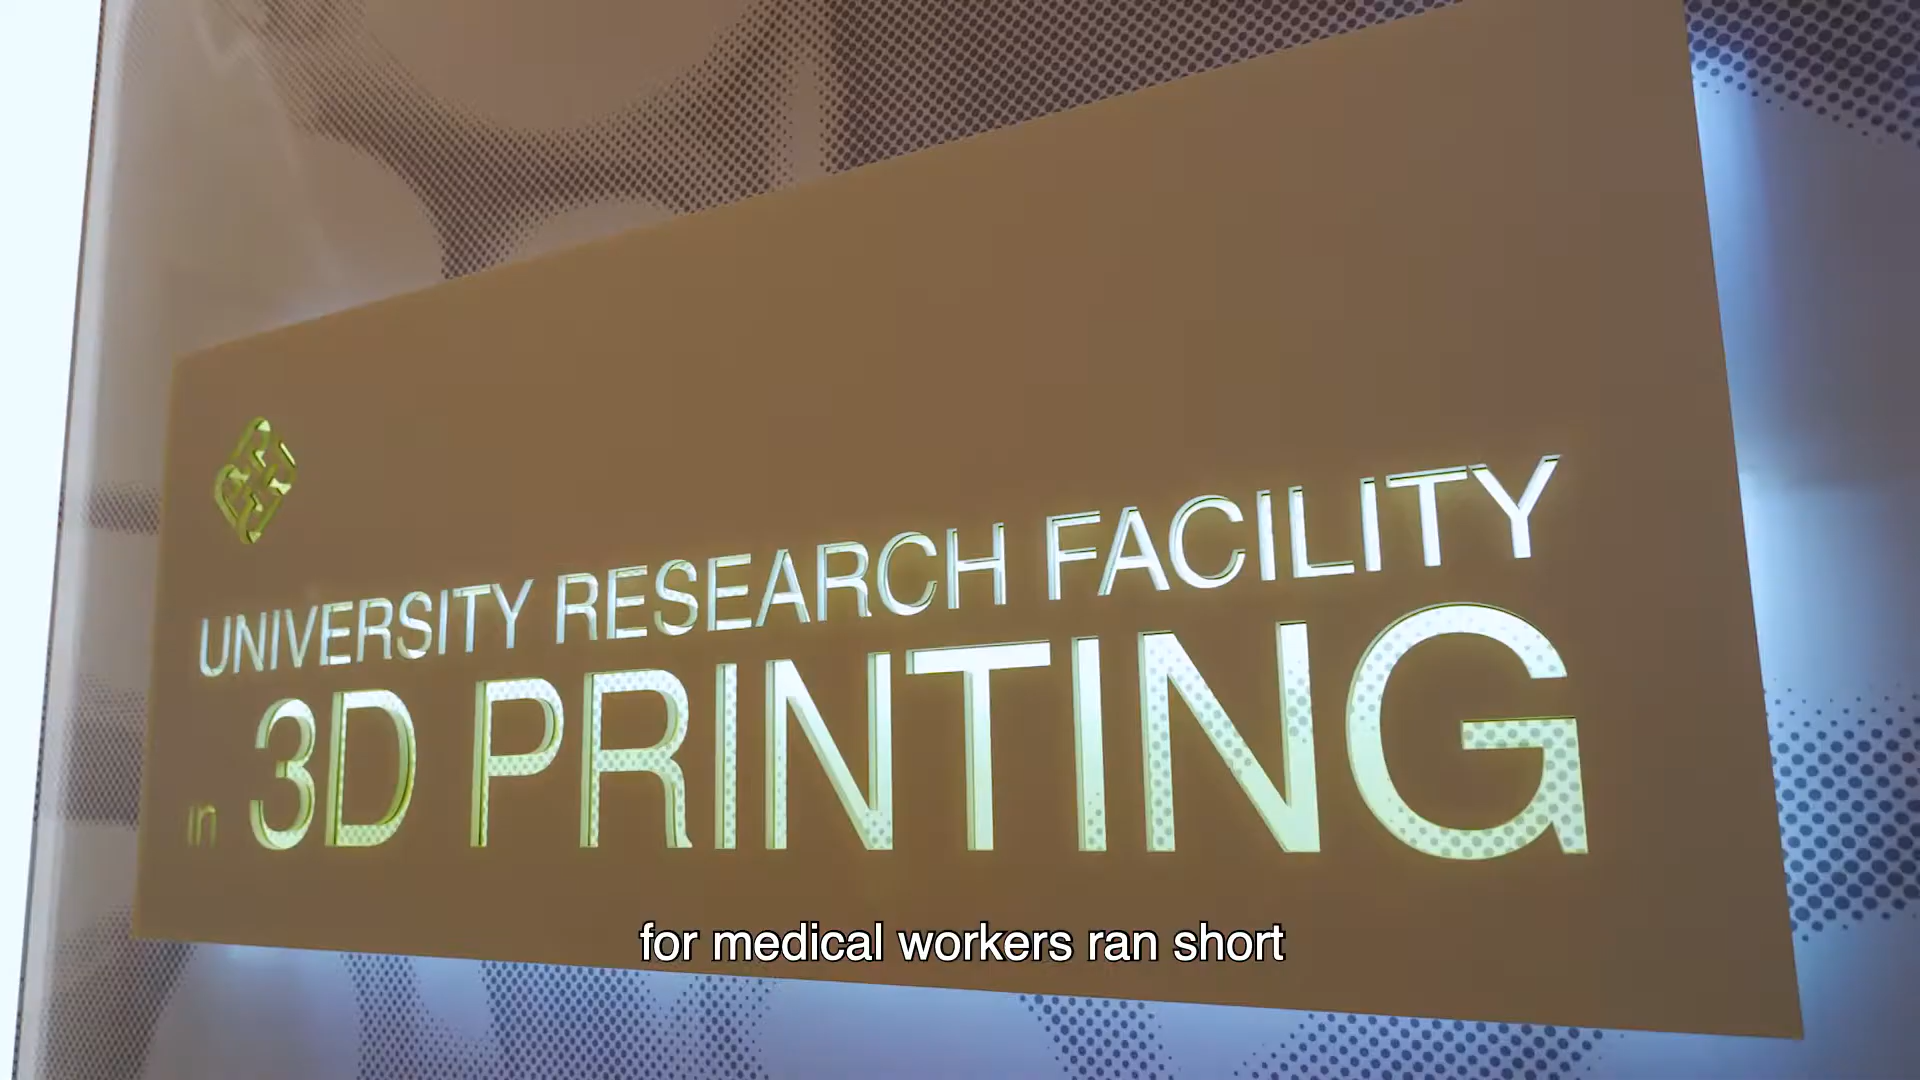 UNIVERSITY RESEARCH FACILITY
in 3D PRINTING
for medical workers ran short